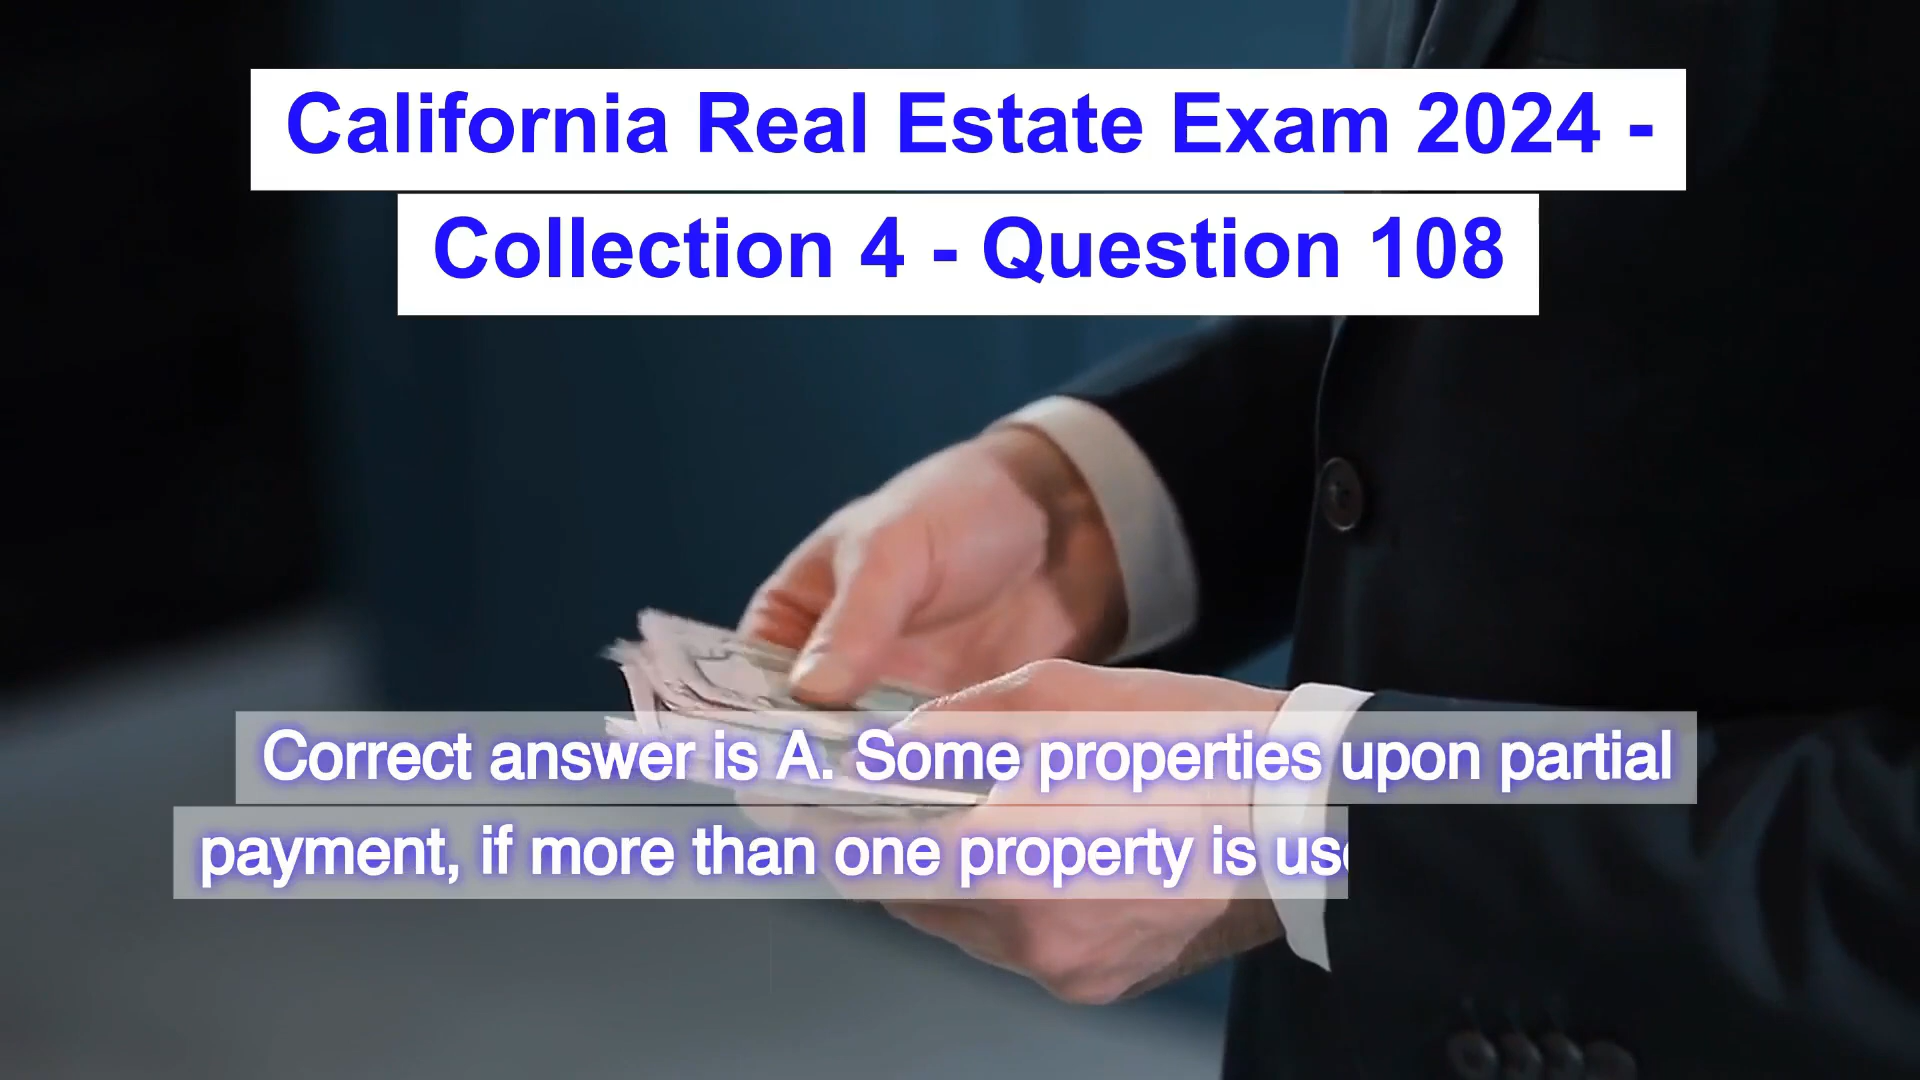 California Real Estate Exam 2024 -
Collection 4 - Question 108
Correct answer is A. Some properties upon partial
payment, if more than one property is